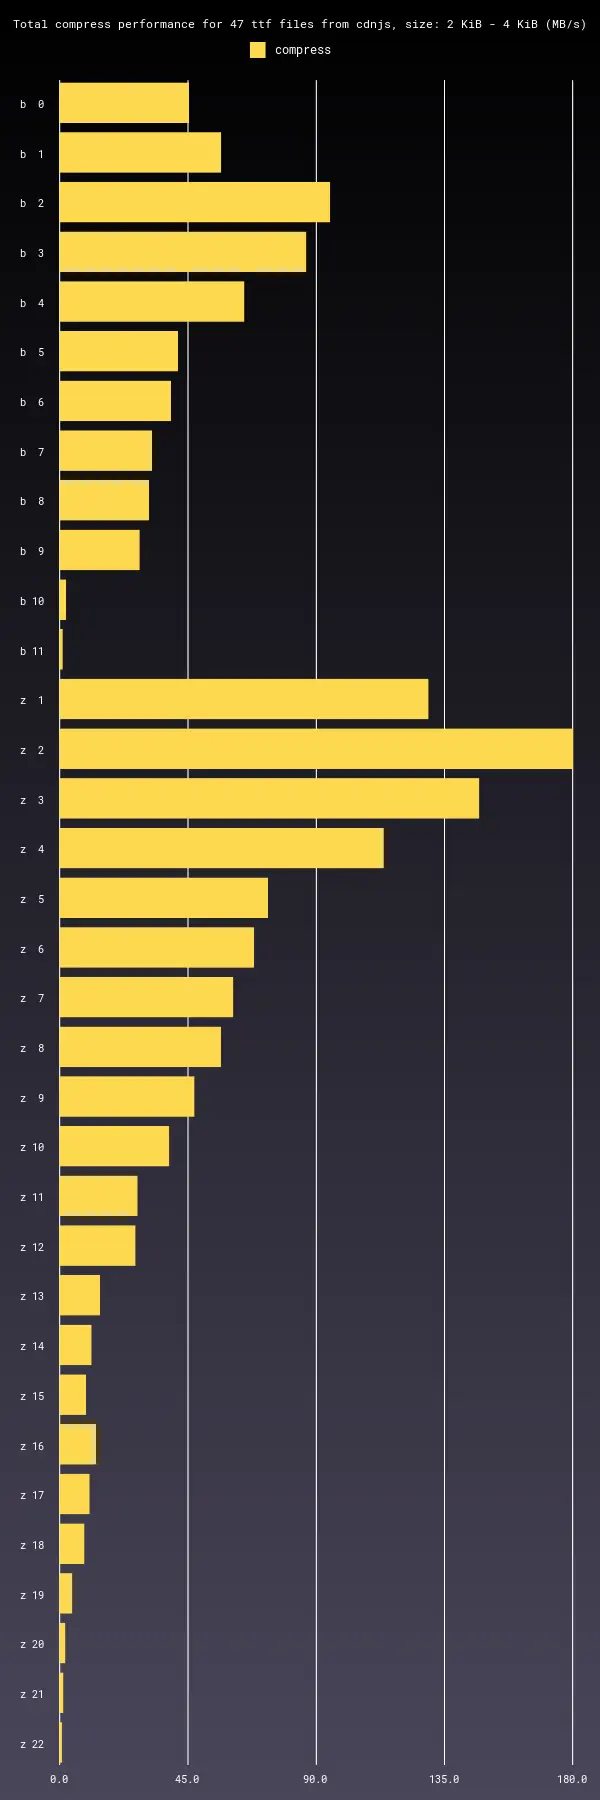 Total compress performance for 47 ttf files from cdnjs, size: 2 KiB - 4 KiB (MB/s)
compress
b 0
b 1
b 2
b 3
b 4
b 5
b 6
b 7
b 8
b 9
b 10
b 11
z 1
z 2
z 3
z 4
z 5
z 6
z 7
z 8
z 9
z 10
z 11
z 12
z 13
z 14
z 15
z 16
z 17
z 18
z 19
z 20
z 21
z 22
0.0 45.0 90.0 135.0 180.0